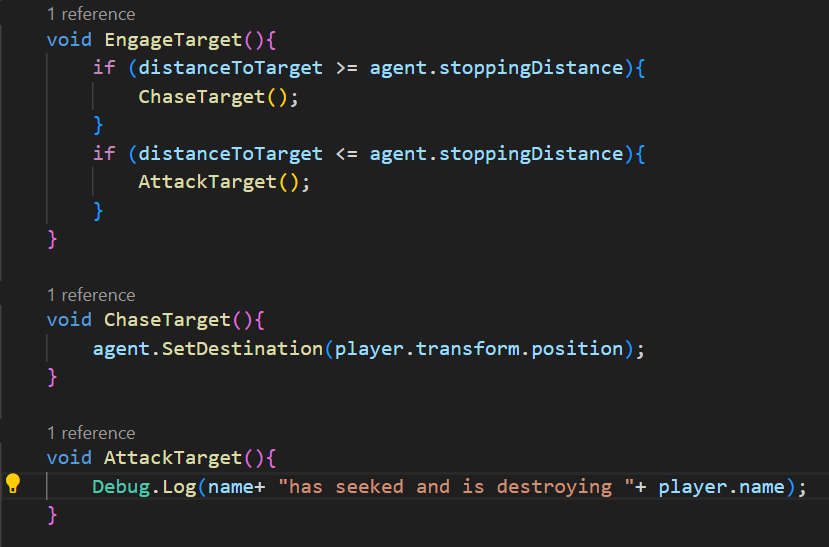 1 reference
void EngageTarget(){
    if (distanceToTarget >= agent.stoppingDistance){
        ChaseTarget();
    }
    if (distanceToTarget <= agent.stoppingDistance){
        AttackTarget();
    }
}
1 reference
void ChaseTarget(){
    agent.SetDestination(player.transform.position);
}
1 reference
void AttackTarget(){
    Debug.Log(name+ "has seeked and is destroying "+ player.name);
}